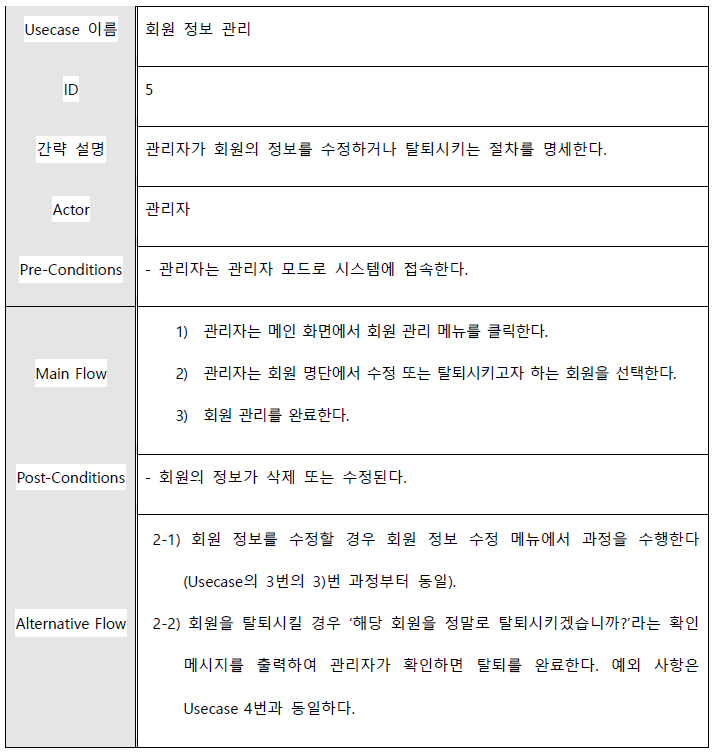 Usecase 이름
회원 정보 관리
ID
5
간략 설명
관리자가 회원의 정보를 수정하거나 탈퇴시키는 절차를 명세한다.
Actor
관리자
Pre-Conditions
- 관리자는 관리자 모드로 시스템에 접속한다.
Main Flow
1) 관리자는 메인 화면에서 회원 관리 메뉴를 클릭한다.
2) 관리자는 회원 명단에서 수정 또는 탈퇴시키고자 하는 회원을 선택한다.
3) 회원 관리를 완료한다.
Post-Conditions
- 회원의 정보가 삭제 또는 수정된다.
Alternative Flow
2-1) 회원 정보를 수정할 경우 회원 정보 수정 메뉴에서 과정을 수행한다
(Usecase의 3번의 3)번 과정부터 동일).
2-2) 회원을 탈퇴시킬 경우 '해당 회원을 정말로 탈퇴시키겠습니까?'라는 확인
메시지를 출력하여 관리자가 확인하면 탈퇴를 완료한다. 예외 사항은
Usecase 4번과 동일하다.